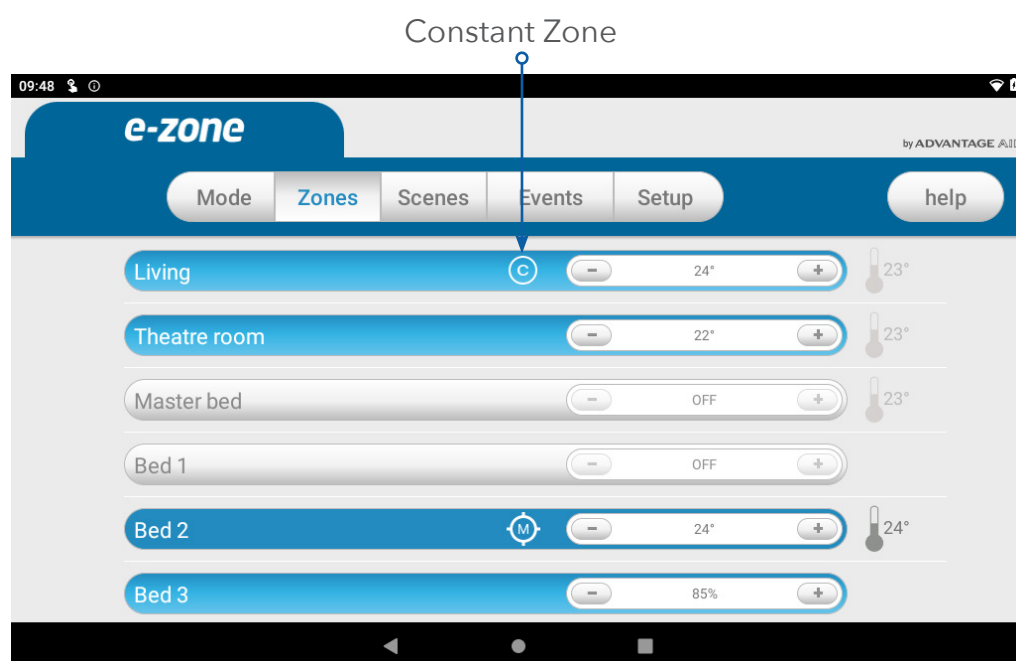 Constant Zone
09:48
e-zone
by ADVANTAGE AIR
Mode Zones Scenes Events Setup help
Living C - 24° + 23°
Theatre room - 22° + 23°
Master bed - OFF + 23°
Bed 1 - OFF +
Bed 2 M - 24° + 24°
Bed 3 - 85% +